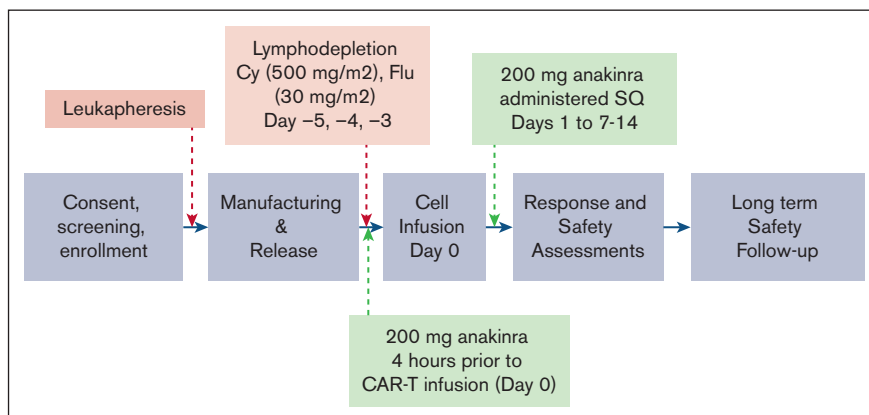 Lymphodepletion
Cy (500 mg/m2), Flu
(30 mg/m2)
Day −5, −4, −3
200 mg anakinra
administered SQ
Days 1 to 7-14
Leukapheresis
Consent,
screening,
enrollment
Manufacturing
&
Release
Cell
Infusion
Day 0
Response and
Safety
Assessments
Long term
Safety
Follow-up
200 mg anakinra
4 hours prior to
CAR-T infusion (Day 0)